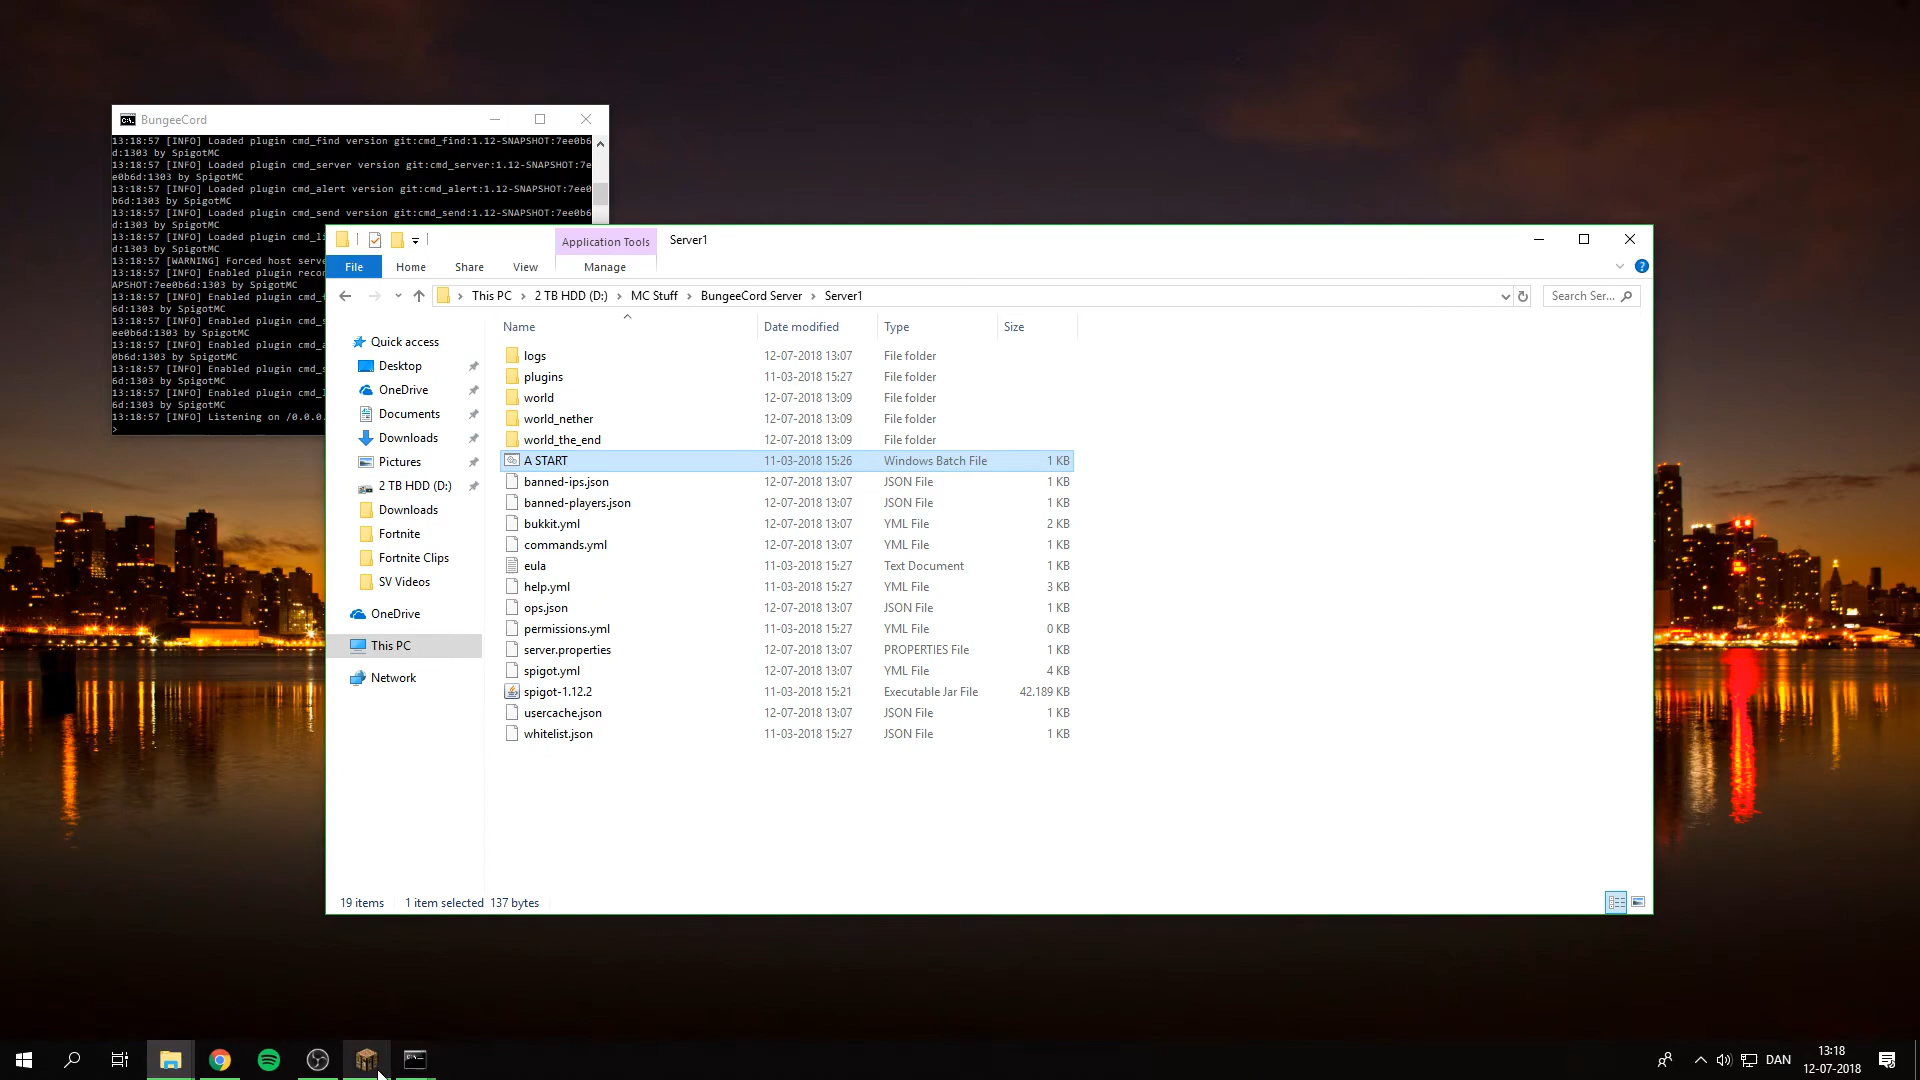 BungeeCord
13:18:57 [INFO] Loaded plugin cmd_find version git:cmd_find:1.12-SNAPSHOT:7ee0b6
d:1303 by SpigotMC
13:18:57 [INFO] Loaded plugin cmd_server version git:cmd_server:1.12-SNAPSHOT:7e
e0b6d:1303 by SpigotMC
13:18:57 [INFO] Loaded plugin cmd_alert version git:cmd_alert:1.12-SNAPSHOT:7ee0
b6d:1303 by SpigotMC
13:18:57 [INFO] Loaded plugin cmd_send version git:cmd_send:1.12-SNAPSHOT:7ee0b6
d:1303 by SpigotMC
13:18:57 [INFO] Loaded plugin cmd_li
d:1303 by SpigotMC
13:18:57 [WARNING] Forced host serve
13:18:57 [INFO] Enabled plugin recon
APSHOT:7ee0b6d:1303 by SpigotMC
13:18:57 [INFO] Enabled plugin cmd_
6d:1303 by SpigotMC
13:18:57 [INFO] Enabled plugin cmd_s
ee0b6d:1303 by SpigotMC
13:18:57 [INFO] Enabled plugin cmd_a
0b6d:1303 by SpigotMC
13:18:57 [INFO] Enabled plugin cmd_s
6d:1303 by SpigotMC
13:18:57 [INFO] Enabled plugin cmd_l
6d:1303 by SpigotMC
13:18:57 [INFO] Listening on /0.0.0.
>
Application Tools Server1
File Home Share View Manage
This PC > 2 TB HDD (D:) > MC Stuff > BungeeCord Server > Server1
Search Ser...
Name Date modified Type Size
Quick access
Desktop
OneDrive
Documents
Downloads
Pictures
2 TB HDD (D:)
Downloads
Fortnite
Fortnite Clips
SV Videos
OneDrive
This PC
Network
logs 12-07-2018 13:07 File folder
plugins 11-03-2018 15:27 File folder
world 12-07-2018 13:09 File folder
world_nether 12-07-2018 13:09 File folder
world_the_end 12-07-2018 13:09 File folder
A START 11-03-2018 15:26 Windows Batch File 1 KB
banned-ips.json 12-07-2018 13:07 JSON File 1 KB
banned-players.json 12-07-2018 13:07 JSON File 1 KB
bukkit.yml 12-07-2018 13:07 YML File 2 KB
commands.yml 12-07-2018 13:07 YML File 1 KB
eula 11-03-2018 15:27 Text Document 1 KB
help.yml 11-03-2018 15:27 YML File 3 KB
ops.json 12-07-2018 13:07 JSON File 1 KB
permissions.yml 11-03-2018 15:27 YML File 0 KB
server.properties 12-07-2018 13:07 PROPERTIES File 1 KB
spigot.yml 12-07-2018 13:07 YML File 4 KB
spigot-1.12.2 11-03-2018 15:21 Executable Jar File 42.189 KB
usercache.json 12-07-2018 13:07 JSON File 1 KB
whitelist.json 11-03-2018 15:27 JSON File 1 KB
19 items 1 item selected 137 bytes
DAN
13:18
12-07-2018